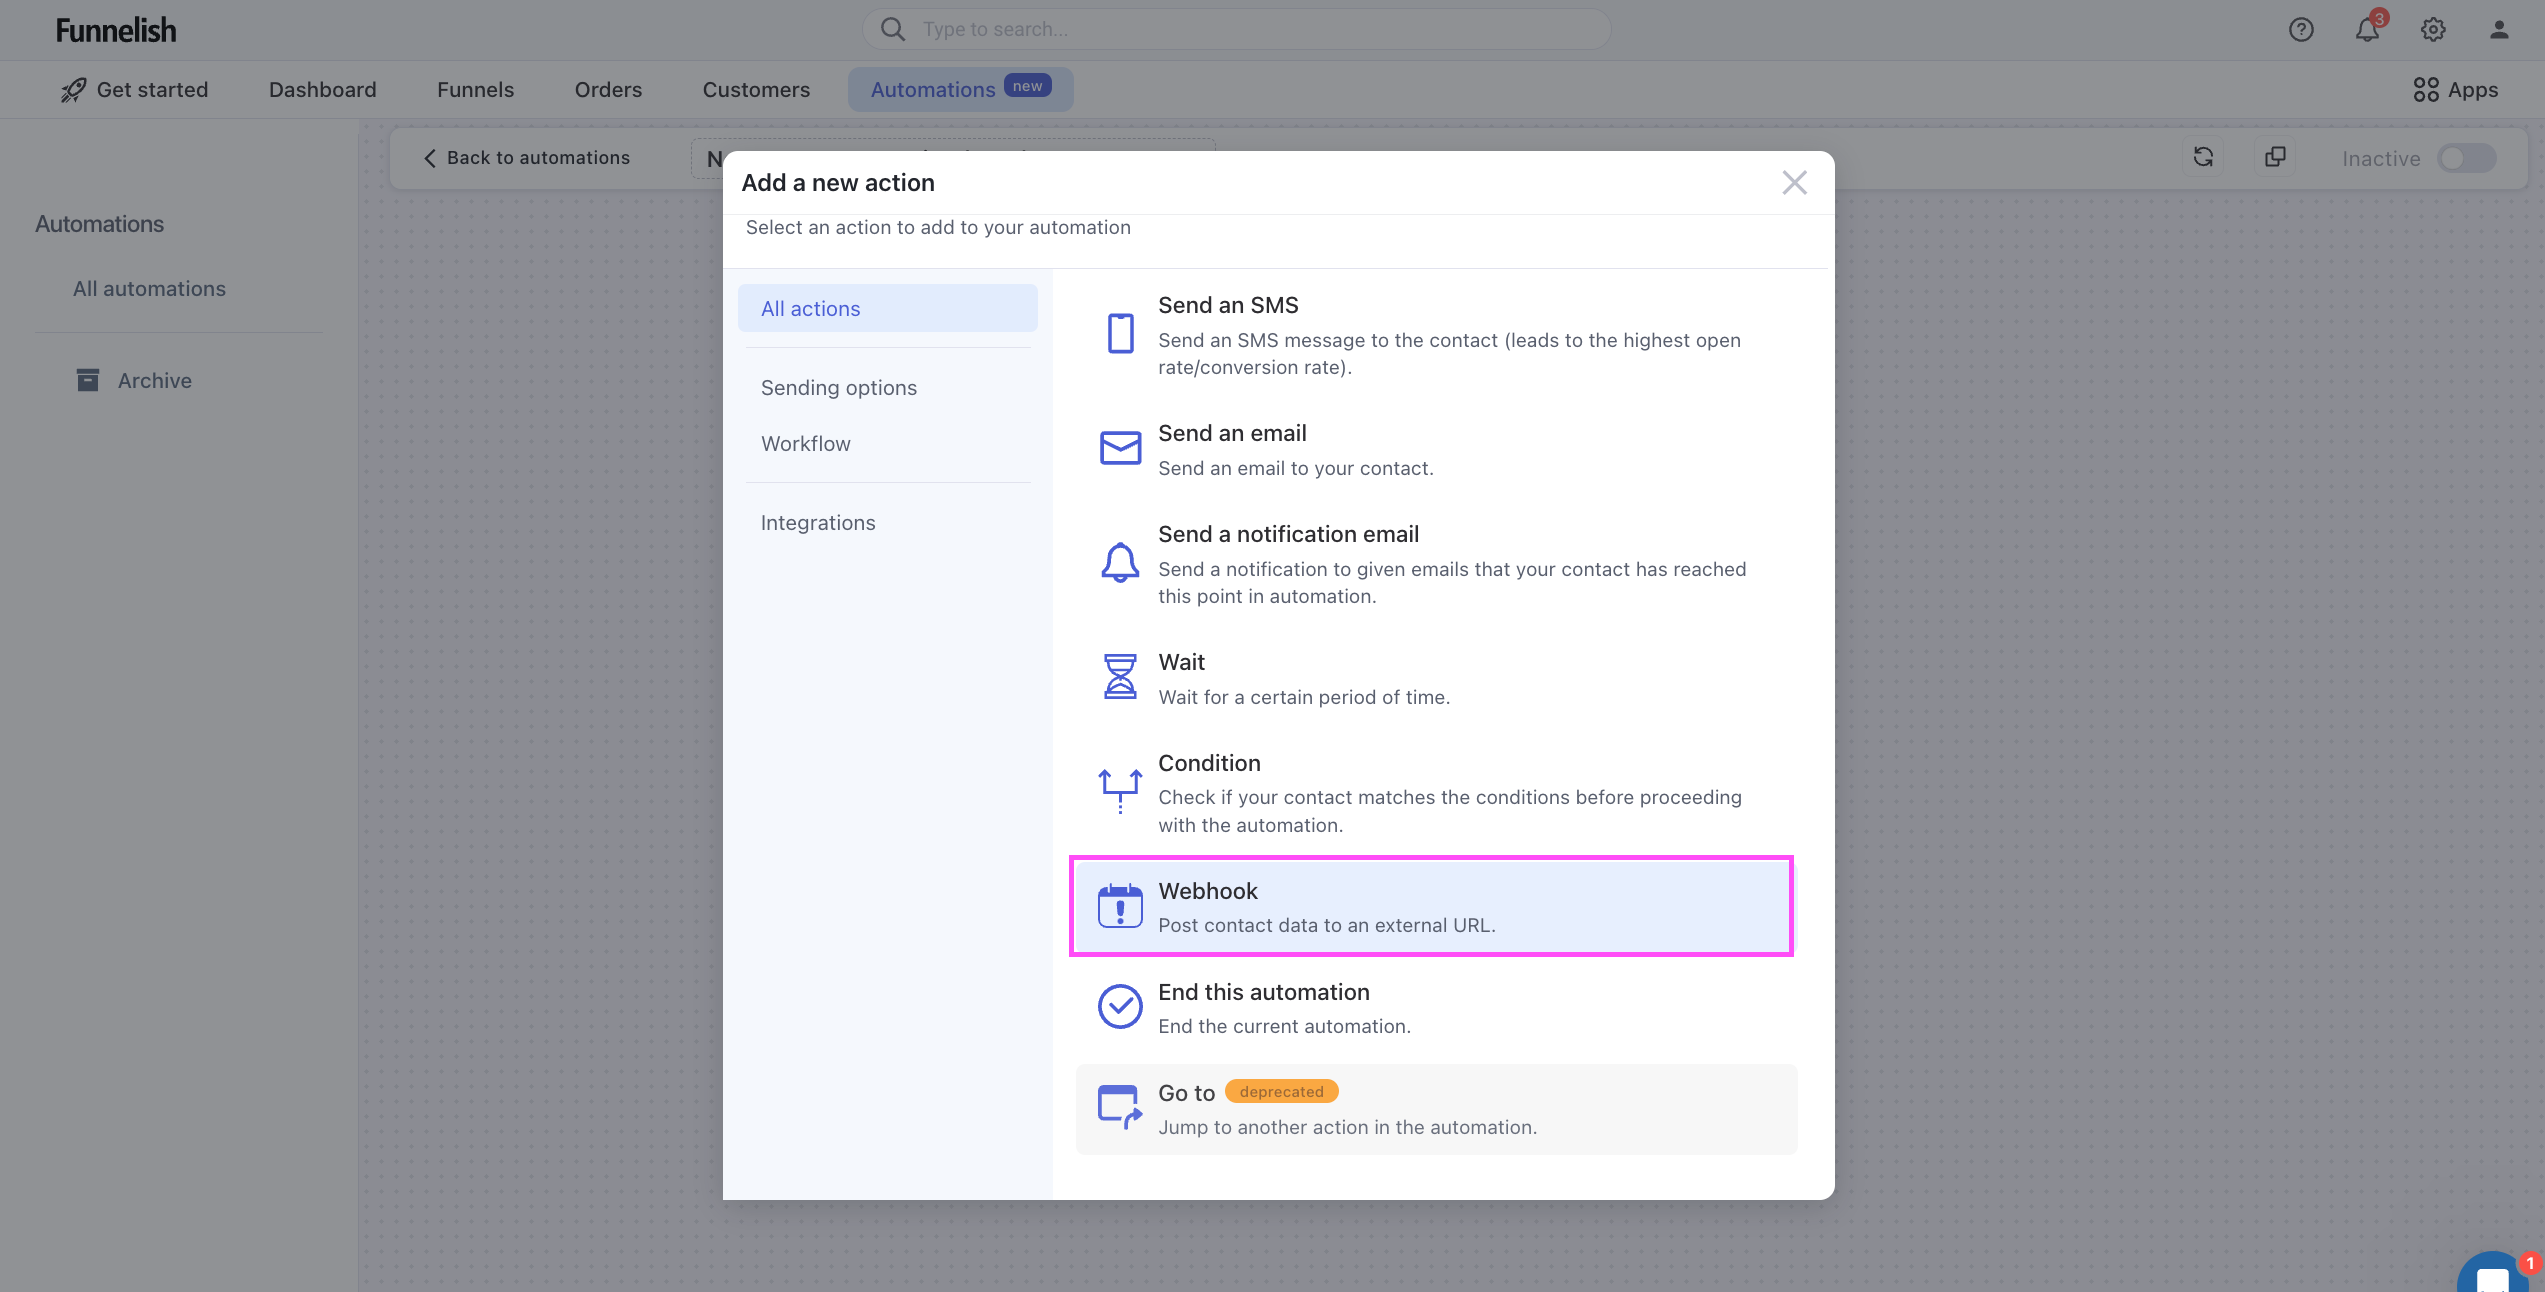 Funnelish
Type to search...
3
Get started
Dashboard
Funnels
Orders
Customers
Automations new
Apps
Back to automations
N
Inactive
Automations
All automations
Archive
Add a new action
Select an action to add to your automation
All actions
Sending options
Workflow
Integrations
Send an SMS
Send an SMS message to the contact (leads to the highest open
rate/conversion rate).
Send an email
Send an email to your contact.
Send a notification email
Send a notification to given emails that your contact has reached
this point in automation.
Wait
Wait for a certain period of time.
Condition
Check if your contact matches the conditions before proceeding
with the automation.
Webhook
Post contact data to an external URL.
End this automation
End the current automation.
Go to deprecated
Jump to another action in the automation.
1